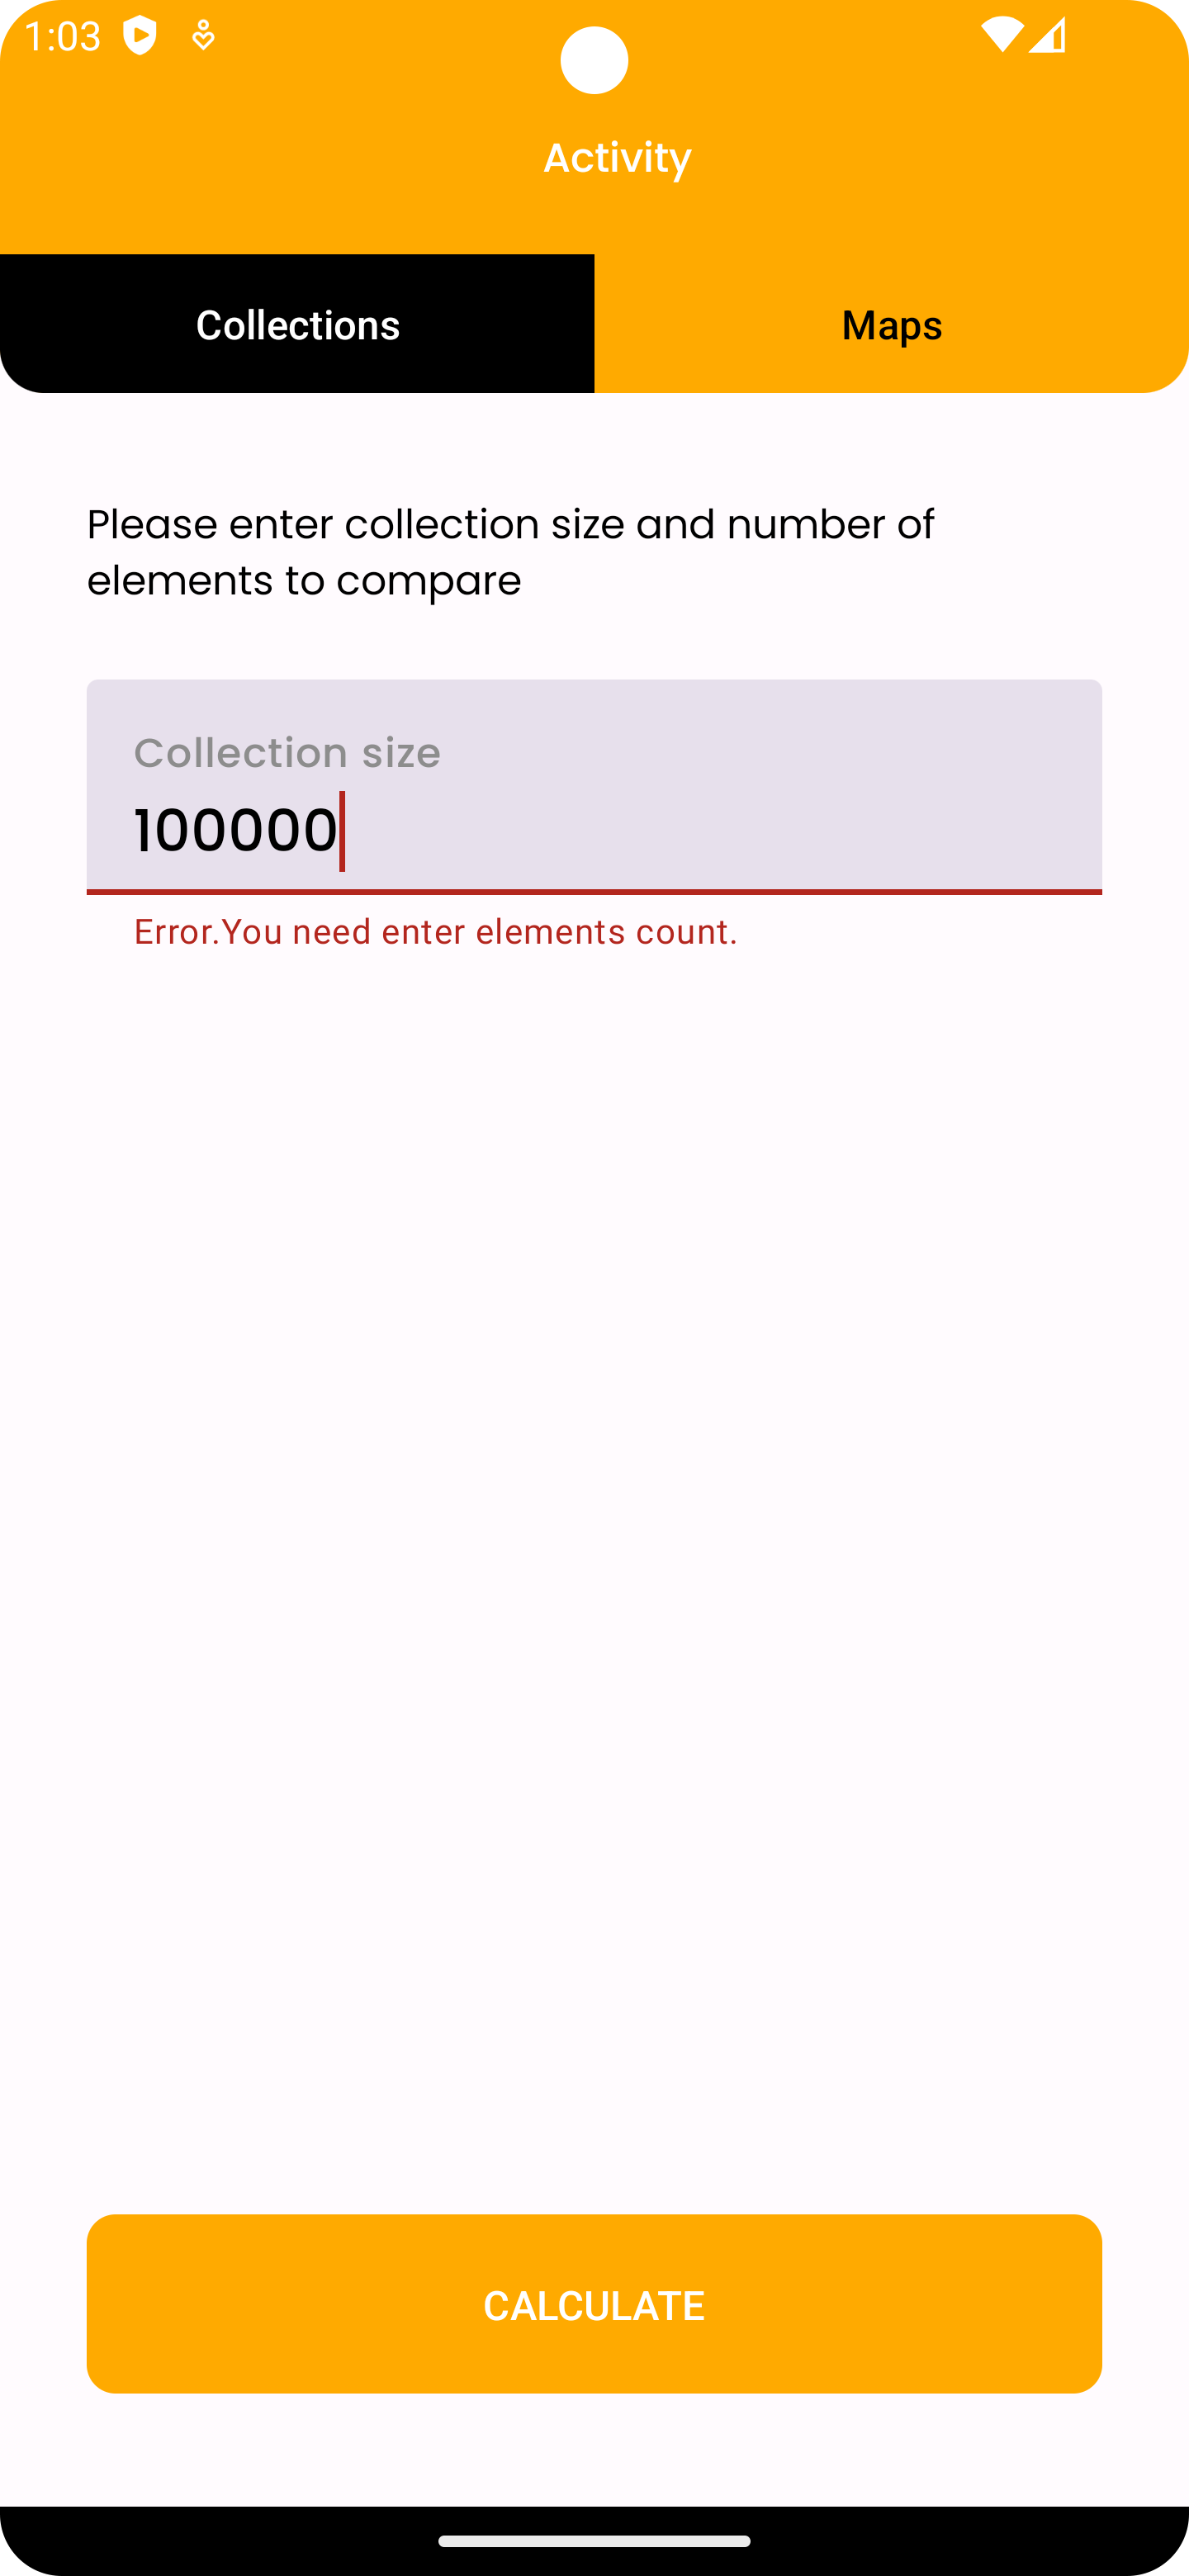 1:03
Activity
Collections
Maps
Please enter collection size and number of
elements to compare
Collection size
100000
Error.You need enter elements count.
CALCULATE